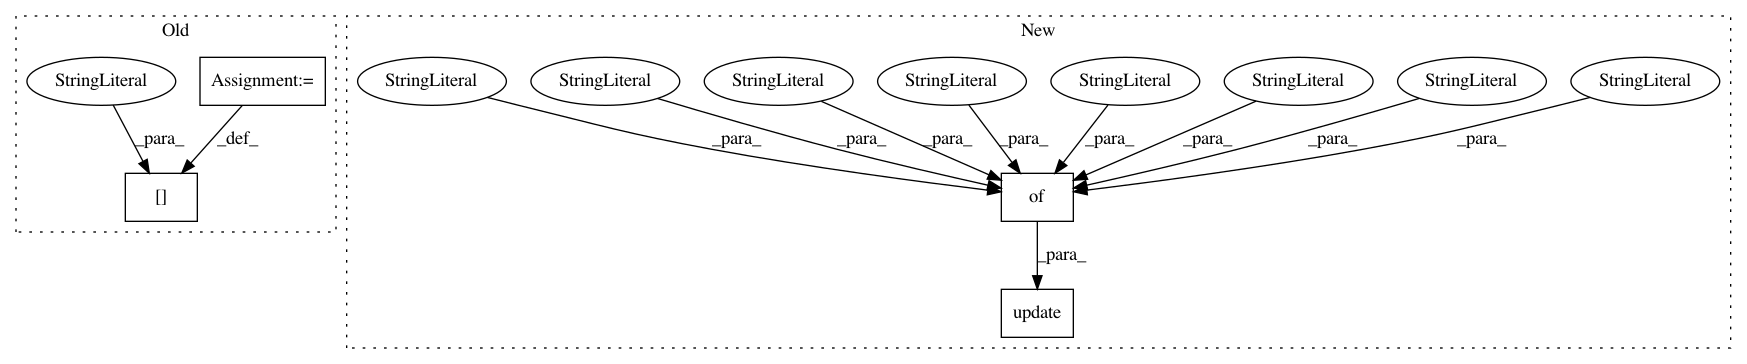 Old
New
StringLiteral
Assignment:=
StringLiteral
StringLiteral
StringLiteral
StringLiteral
StringLiteral
StringLiteral
StringLiteral
StringLiteral
_para_
_def_
_para_
_para_
_para_
_para_
_para_
_para_
_para_
_para_
[]
of
_para_
update